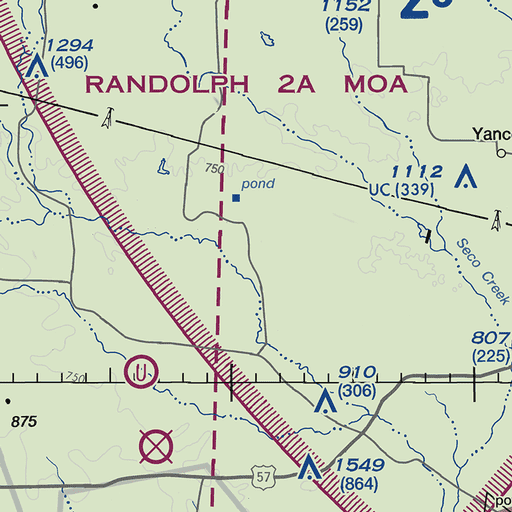 1152
(259)
1294
(496)
RANDOLPH 2A MOA
Yanc
750
1112
UC (339)
pond
Seco Creek
807
(225)
U
750
910
(306)
875
57
1549
(864)
po